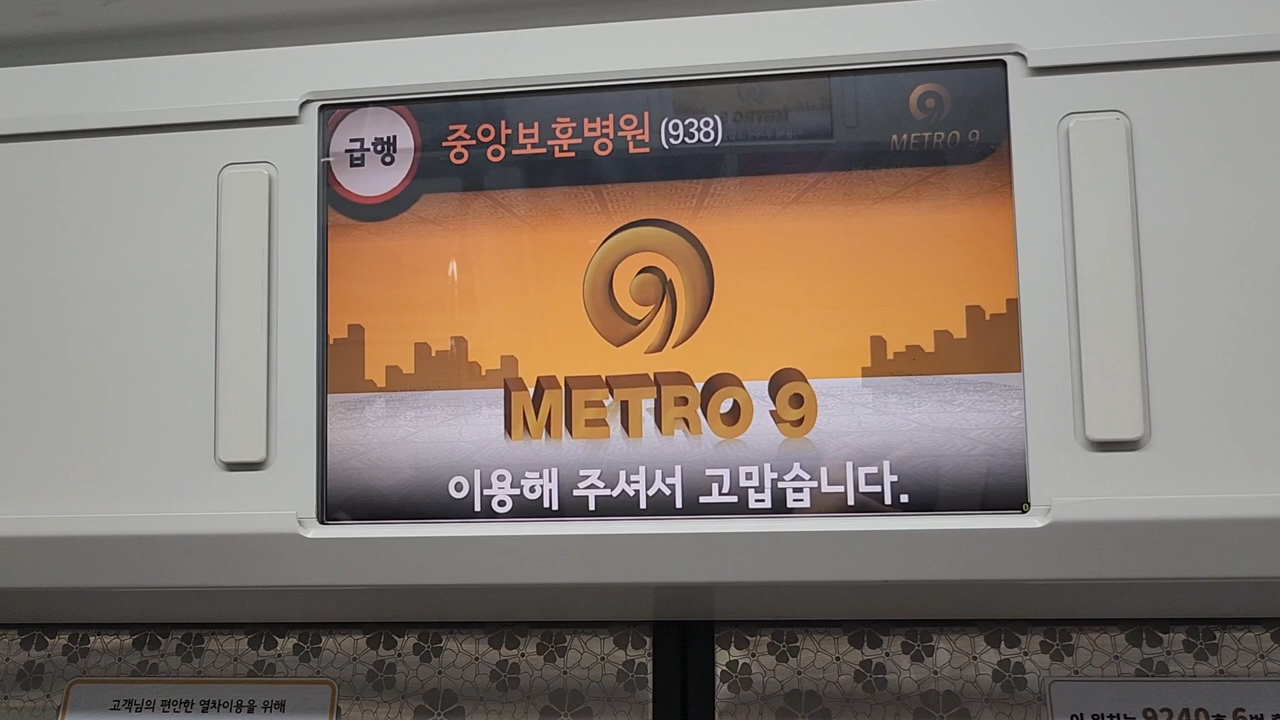 급행
중앙보훈병원 (938)
METRO 9
METRO 9
이용해 주셔서 고맙습니다.
고객님의 편안한 열차이용을 위해
9240